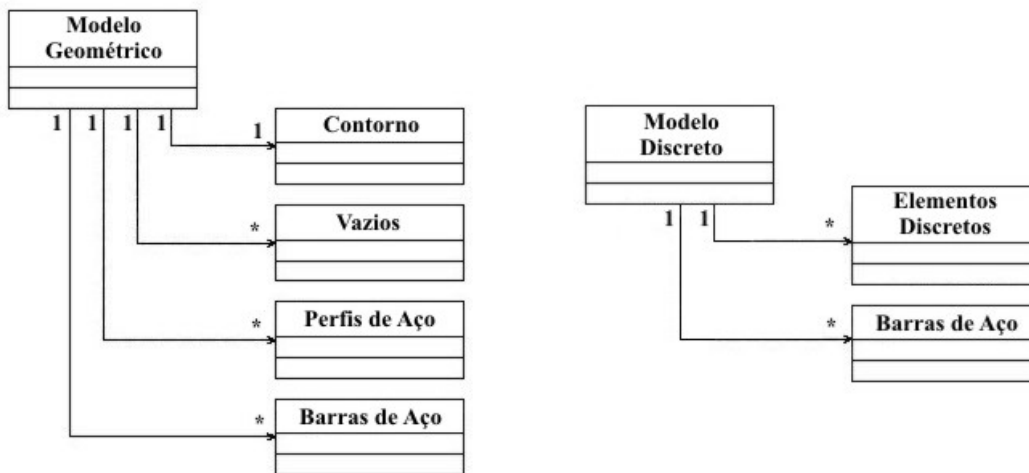 Modelo
Geométrico
1 1 1 1
1
Contorno
*
Vazios
*
Perfis de Aço
*
Barras de Aço
Modelo
Discreto
1 1
*
Elementos
Discretos
*
Barras de Aço